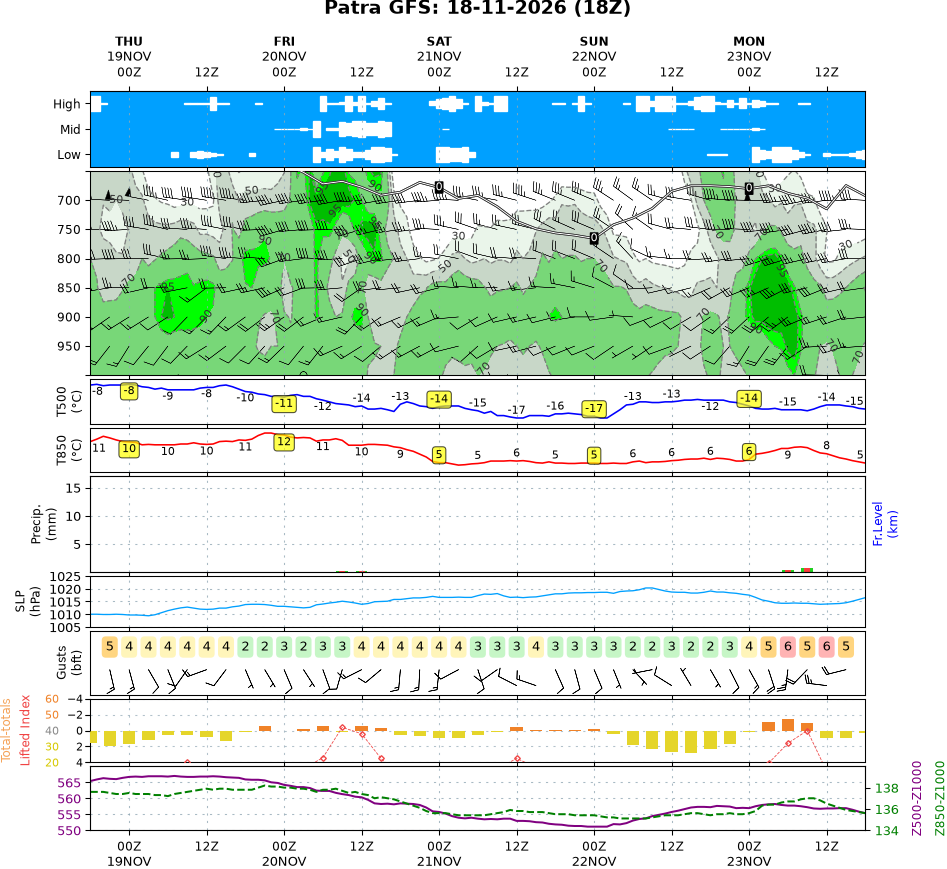 Patra GFS: 18-11-2026 (18Z)
THU FRI SAT SUN MON
19NOV 20NOV 21NOV 22NOV 23NOV
00Z 12Z 00Z 12Z 00Z 12Z 00Z 12Z 00Z 12Z
High
Mid
Low
700
750
800
850
900
950
T500
(°C)
-8 -8 -9 -8 -10 -11 -12 -14 -13 -14 -15 -17 -16 -17 -13 -13 -12 -14 -15 -14 -15
T850
(°C)
11 10 10 10 11 12 11 10 9 5 5 6 5 5 6 6 6 6 9 8 5
Precip.
(mm)
15
10
5
Fr.Level
(km)
SLP
(hPa)
1025
1020
1015
1010
1005
Gusts
(bft)
5 4 4 4 4 4 4 2 2 3 2 3 3 4 4 4 4 4 4 3 3 3 4 3 3 3 3 2 2 3 2 2 2 4 5 6 5 6 5
Total-totals
Lifted Index
60 −4
50 −2
40 0
30 2
20 4
565
560
555
550
138
136
134
Z500-Z1000
Z850-Z1000
00Z 12Z 00Z 12Z 00Z 12Z 00Z 12Z 00Z 12Z
19NOV 20NOV 21NOV 22NOV 23NOV